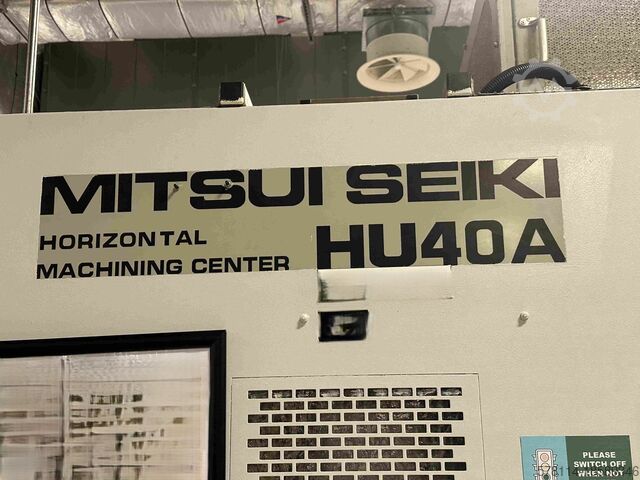 MITSUI SEIKI
HORIZONTAL
MACHINING CENTER
HU40A
PLEASE
SWITCH OFF
WHEN NOT